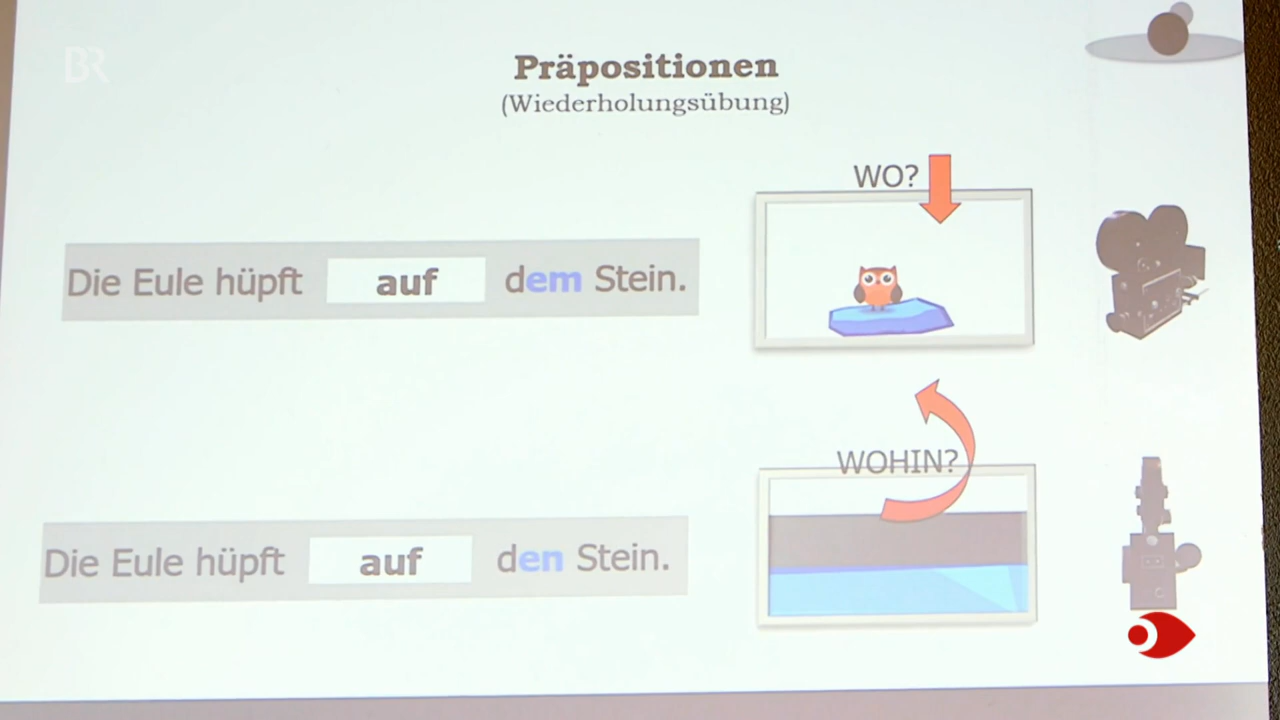 BR
Präpositionen
(Wiederholungsübung)
WO?
Die Eule hüpft auf dem Stein.
WOHIN?
Die Eule hüpft auf den Stein.